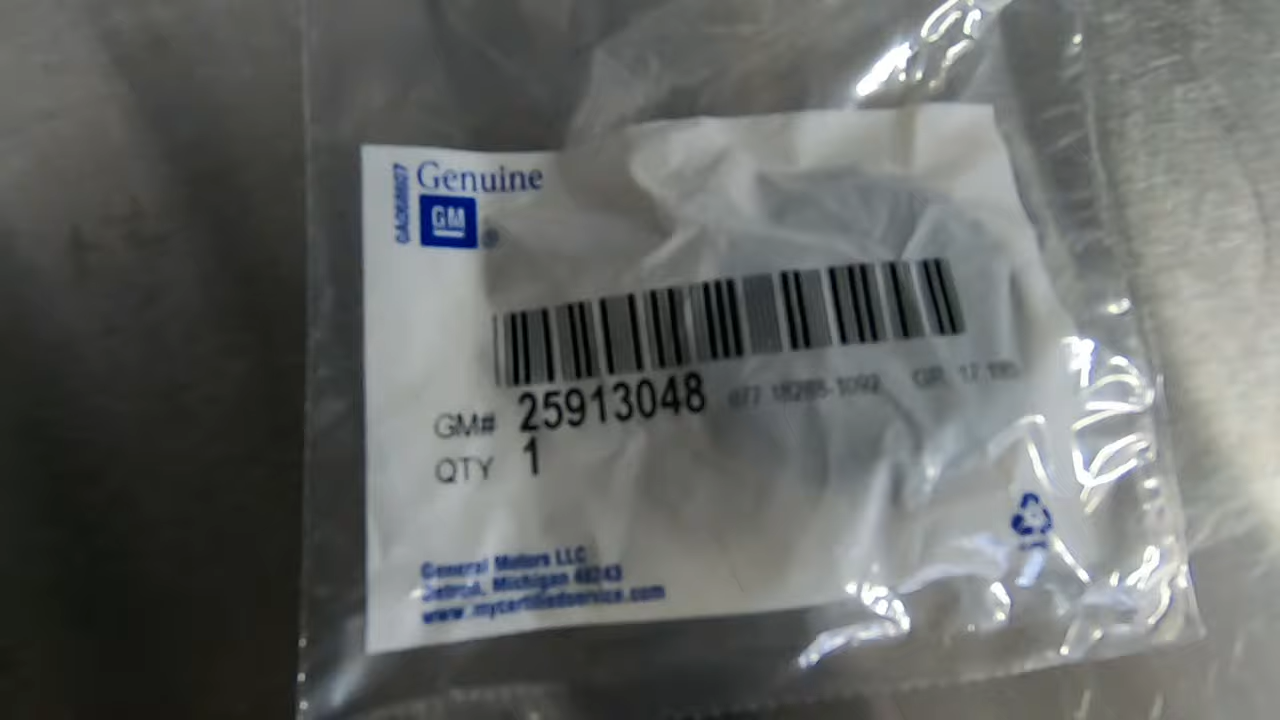 Genuine
GM
GM# 25913048
QTY 1
General Motors LLC
Detroit, Michigan 48243
www.mycertifiedservice.com